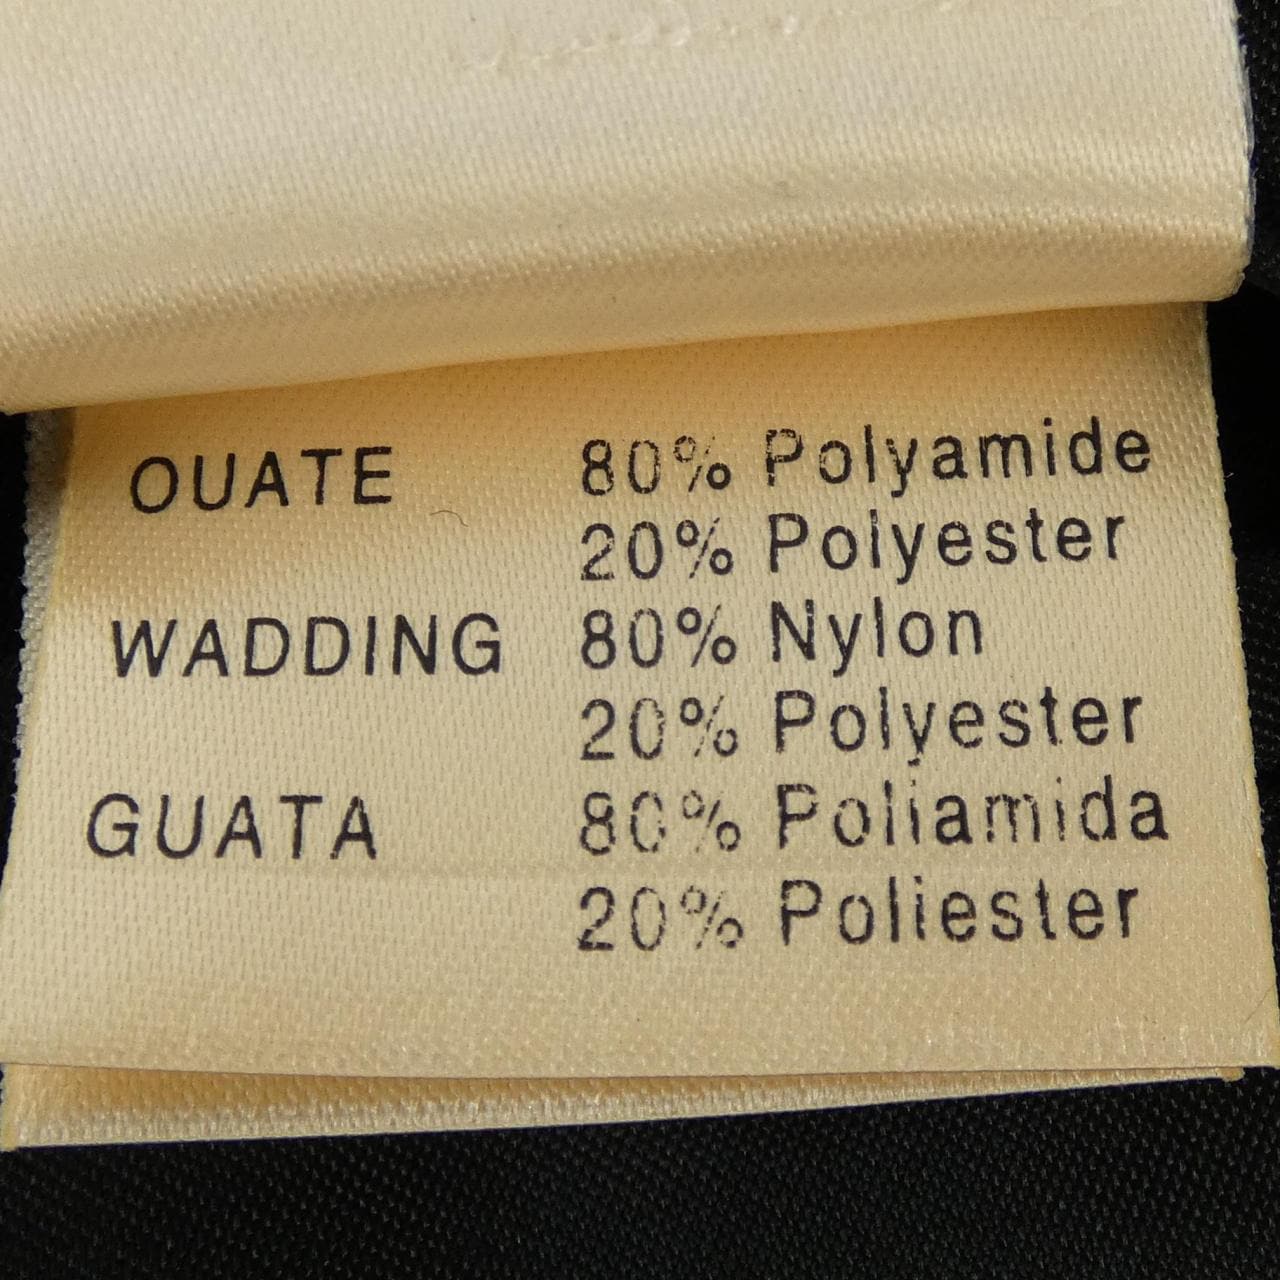 OUATE 80% Polyamide
20% Polyester
WADDING 80% Nylon
20% Polyester
GUATA 80% Poliamida
20% Poliester